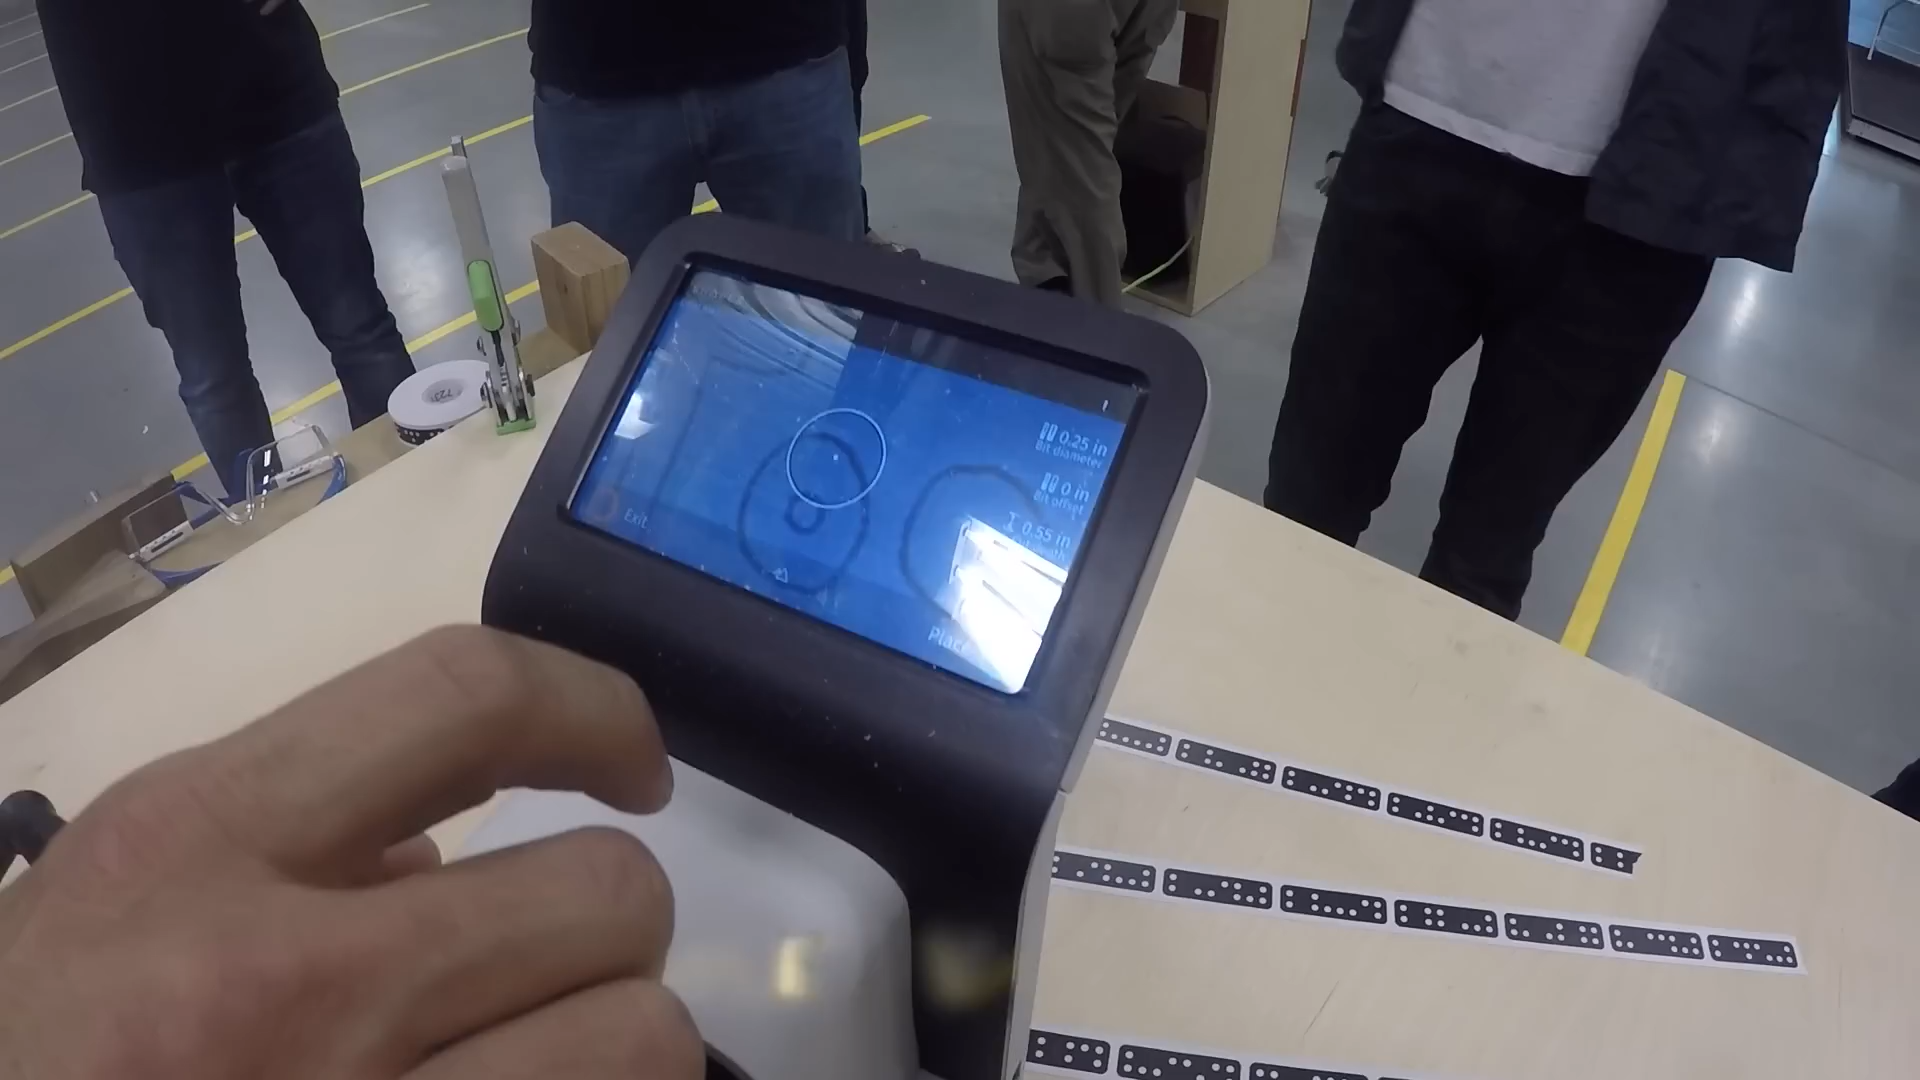 0.25 in
Bit diameter
0 in
Bit offset
0.55 in
Exit
Place